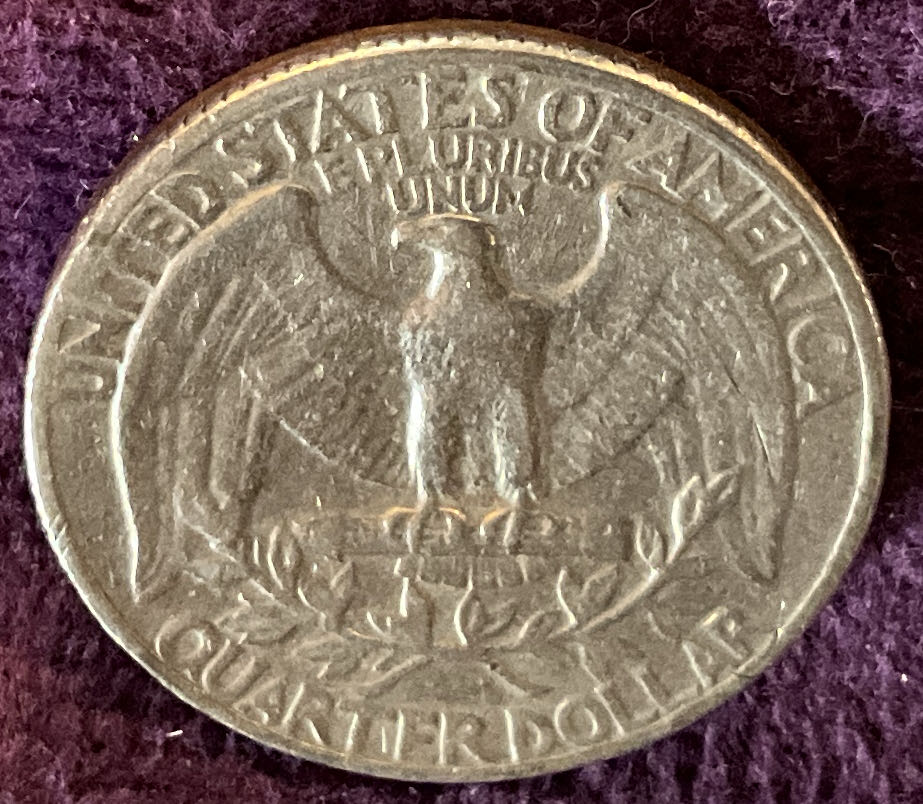 UNITED STATES OF AMERICA
E PLURIBUS
UNUM
QUARTER DOLLAR